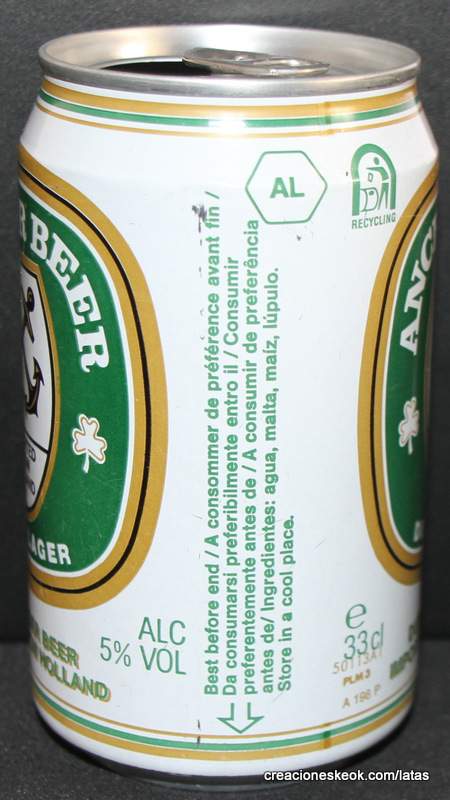 R BEER
LAGER
BEER
HOLLAND
ALC
5% VOL
Best before end / A consommer de préférence avant fin /
Da consumarsi preferibilmente entro il / Consumir
preferentemente antes de / A consumir de preferência
antes de/ Ingredientes: agua, malta, maíz, lúpulo.
Store in a cool place.
AL
RECYCLING
ANC
e
33cl
50113A1
PLM 3
A 196 P
creacioneskeok.com/latas